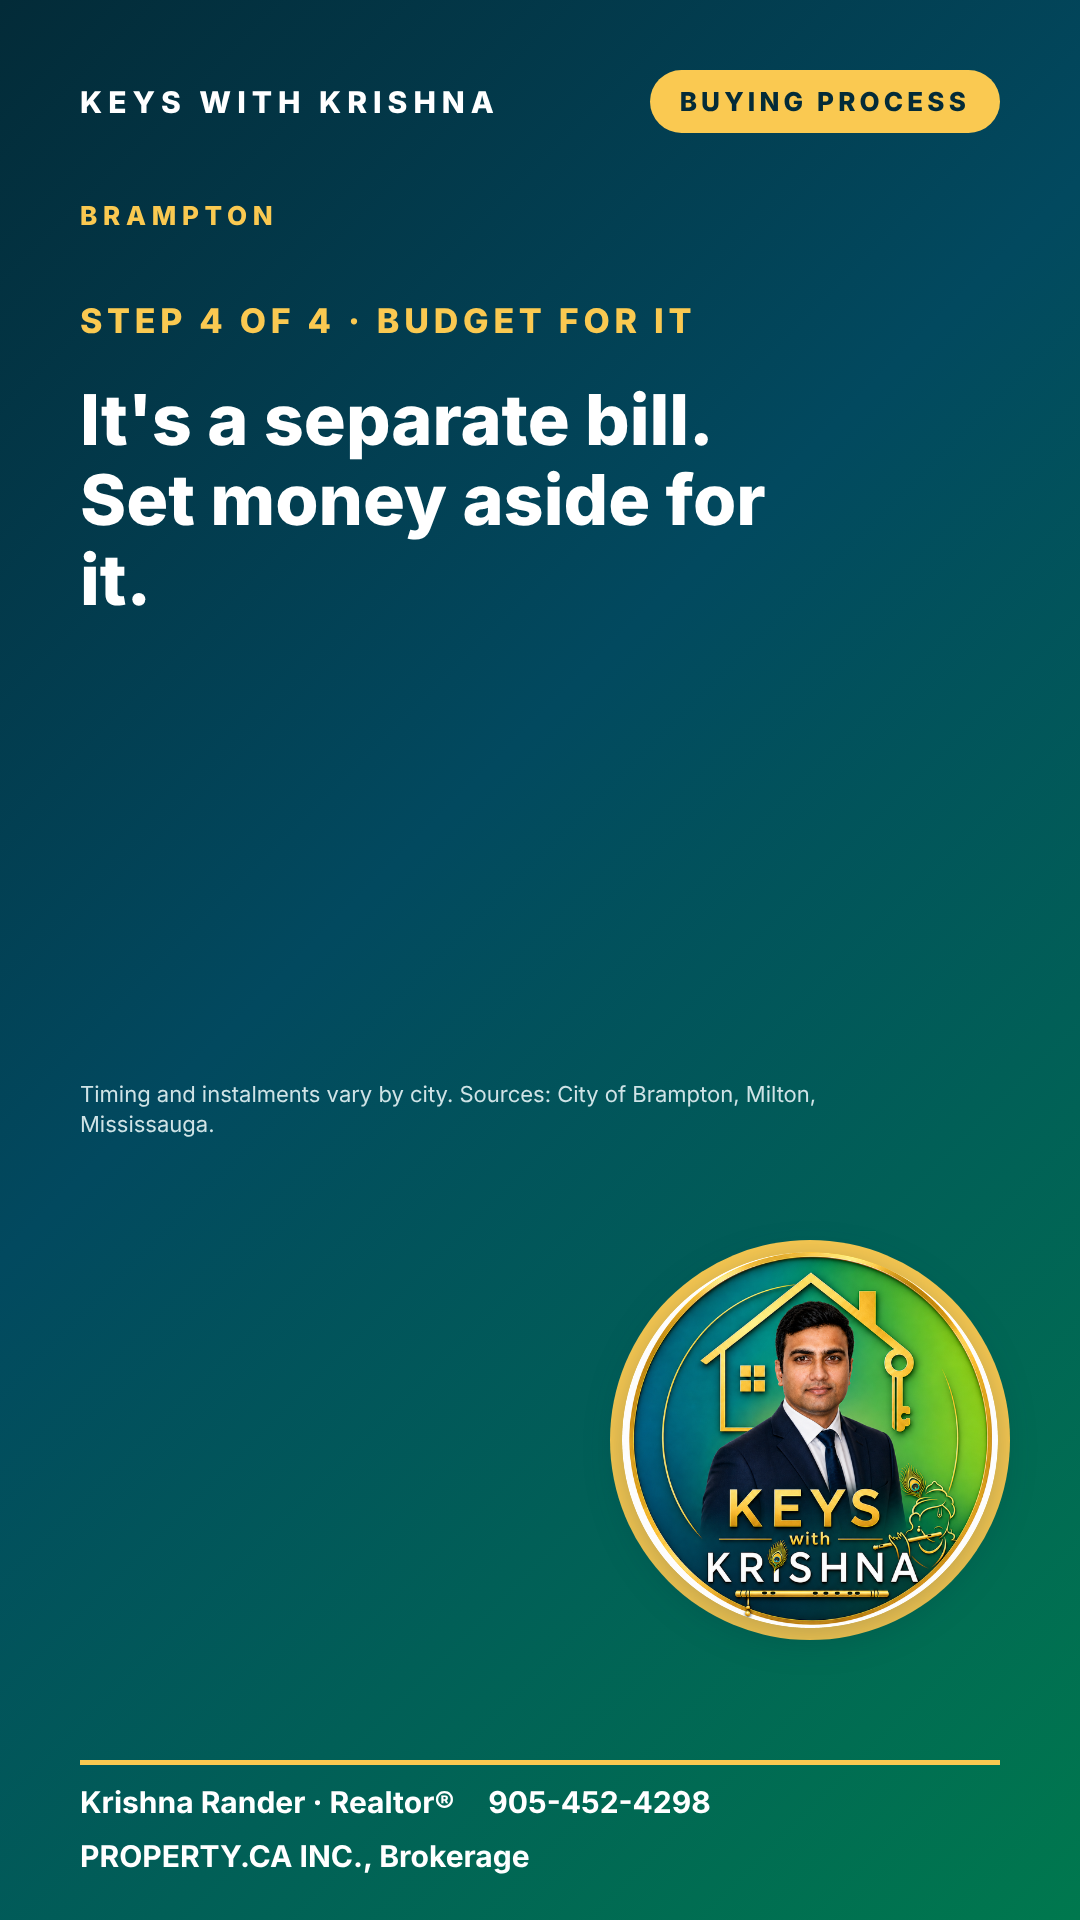 KEYS WITH KRISHNA
BUYING PROCESS
BRAMPTON
STEP 4 OF 4 · BUDGET FOR IT
It's a separate bill.
Set money aside for
it.
Timing and instalments vary by city. Sources: City of Brampton, Milton,
Mississauga.
KEYS
with
KRISHNA
Krishna Rander · Realtor® 905-452-4298
PROPERTY.CA INC., Brokerage